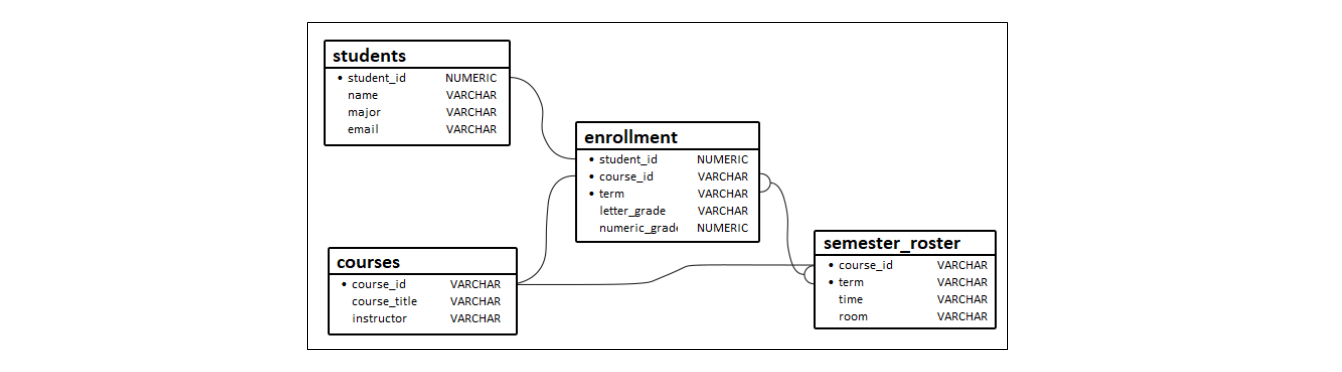 students
• student_id NUMERIC
name VARCHAR
major VARCHAR
email VARCHAR
enrollment
• student_id NUMERIC
• course_id VARCHAR
• term VARCHAR
letter_grade VARCHAR
numeric_grad NUMERIC
courses
• course_id VARCHAR
course_title VARCHAR
instructor VARCHAR
semester_roster
• course_id VARCHAR
• term VARCHAR
time VARCHAR
room VARCHAR